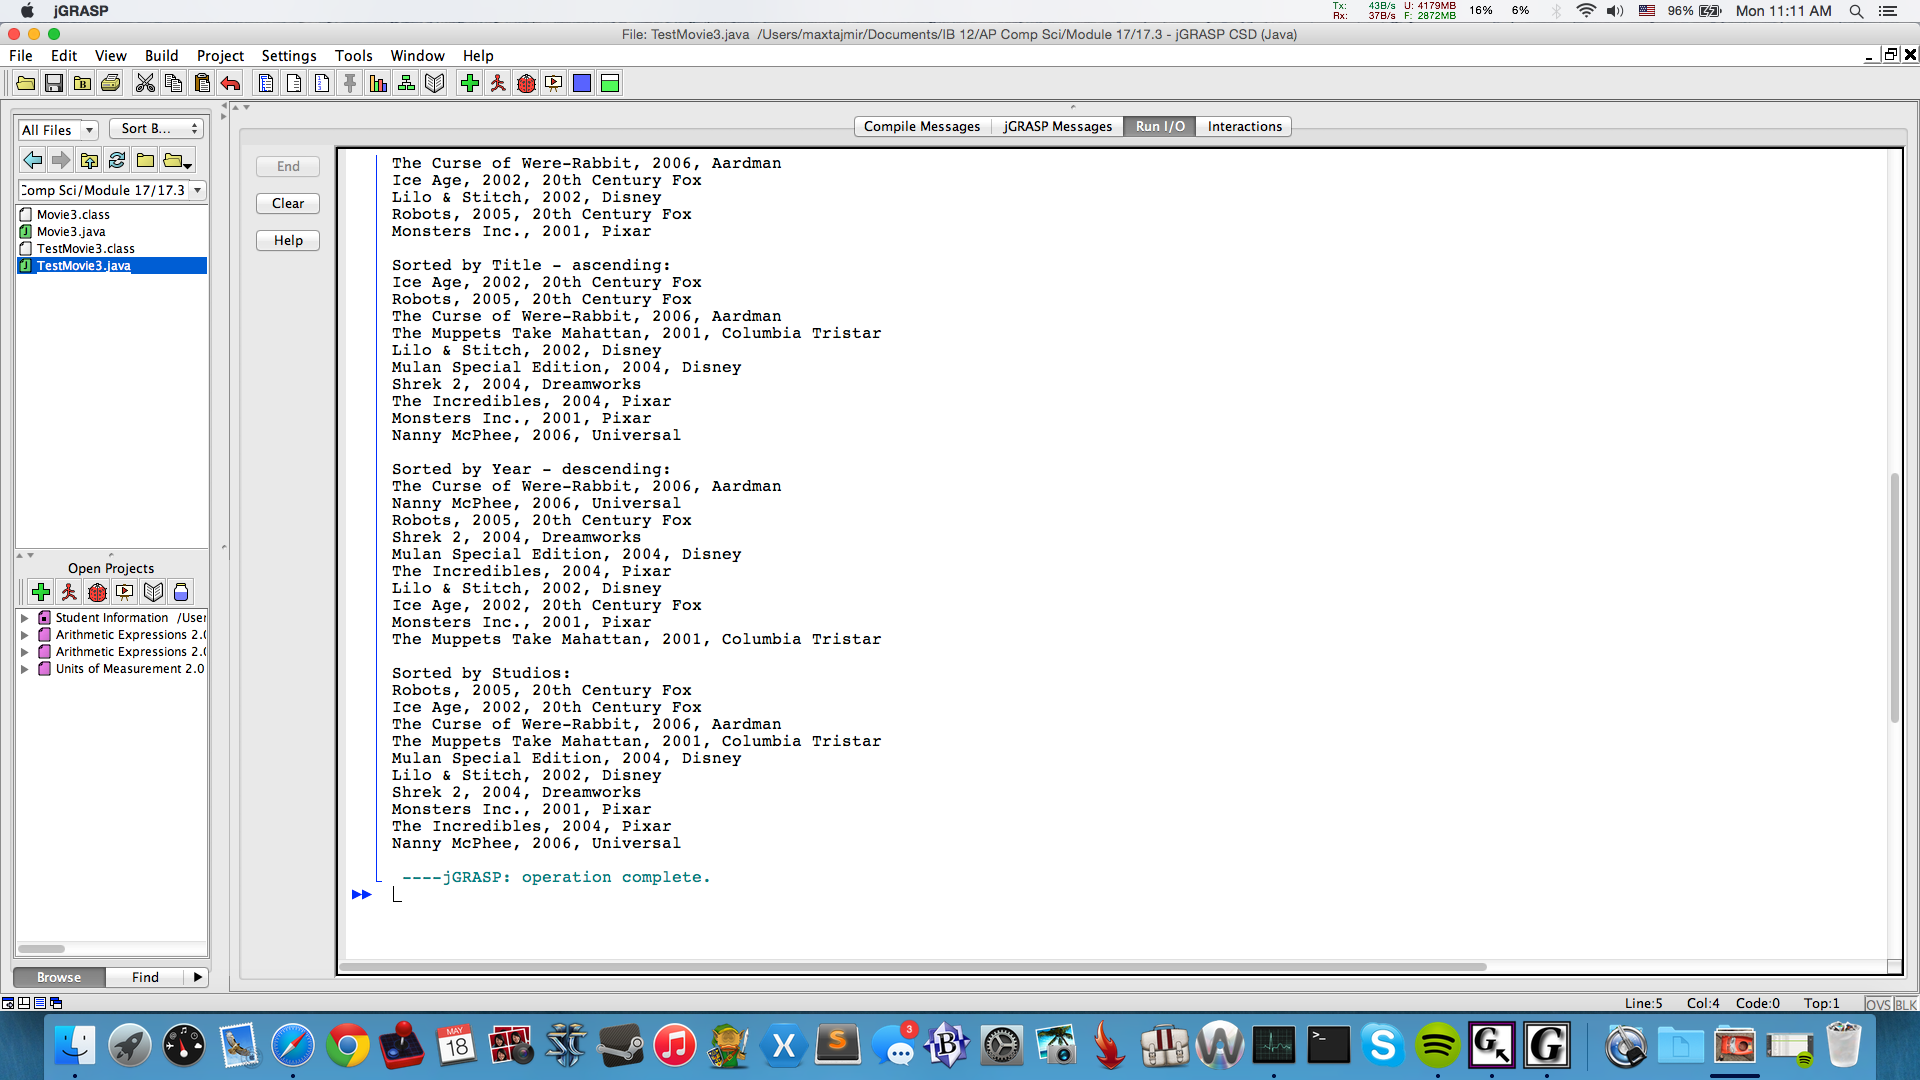 jGRASP
Tx: 43B/s U: 4179MB
Rx: 37B/s F: 2872MB
16% 6% 96% Mon 11:11 AM
File: TestMovie3.java /Users/maxtajmir/Documents/IB 12/AP Comp Sci/Module 17/17.3 - jGRASP CSD (Java)
File Edit View Build Project Settings Tools Window Help
All Files Sort B...
Comp Sci/Module 17/17.3
Movie3.class
Movie3.java
TestMovie3.class
TestMovie3.java
Open Projects
Student Information /User
Arithmetic Expressions 2.0
Arithmetic Expressions 2.0
Units of Measurement 2.0
Browse Find
Compile Messages jGRASP Messages Run I/O Interactions
End
Clear
Help
The Curse of Were-Rabbit, 2006, Aardman
Ice Age, 2002, 20th Century Fox
Lilo & Stitch, 2002, Disney
Robots, 2005, 20th Century Fox
Monsters Inc., 2001, Pixar
Sorted by Title - ascending:
Ice Age, 2002, 20th Century Fox
Robots, 2005, 20th Century Fox
The Curse of Were-Rabbit, 2006, Aardman
The Muppets Take Mahattan, 2001, Columbia Tristar
Lilo & Stitch, 2002, Disney
Mulan Special Edition, 2004, Disney
Shrek 2, 2004, Dreamworks
The Incredibles, 2004, Pixar
Monsters Inc., 2001, Pixar
Nanny McPhee, 2006, Universal
Sorted by Year - descending:
The Curse of Were-Rabbit, 2006, Aardman
Nanny McPhee, 2006, Universal
Robots, 2005, 20th Century Fox
Shrek 2, 2004, Dreamworks
Mulan Special Edition, 2004, Disney
The Incredibles, 2004, Pixar
Lilo & Stitch, 2002, Disney
Ice Age, 2002, 20th Century Fox
Monsters Inc., 2001, Pixar
The Muppets Take Mahattan, 2001, Columbia Tristar
Sorted by Studios:
Robots, 2005, 20th Century Fox
Ice Age, 2002, 20th Century Fox
The Curse of Were-Rabbit, 2006, Aardman
The Muppets Take Mahattan, 2001, Columbia Tristar
Mulan Special Edition, 2004, Disney
Lilo & Stitch, 2002, Disney
Shrek 2, 2004, Dreamworks
Monsters Inc., 2001, Pixar
The Incredibles, 2004, Pixar
Nanny McPhee, 2006, Universal
----jGRASP: operation complete.
Line:5 Col:4 Code:0 Top:1 OVS BLK
MAY
18
3